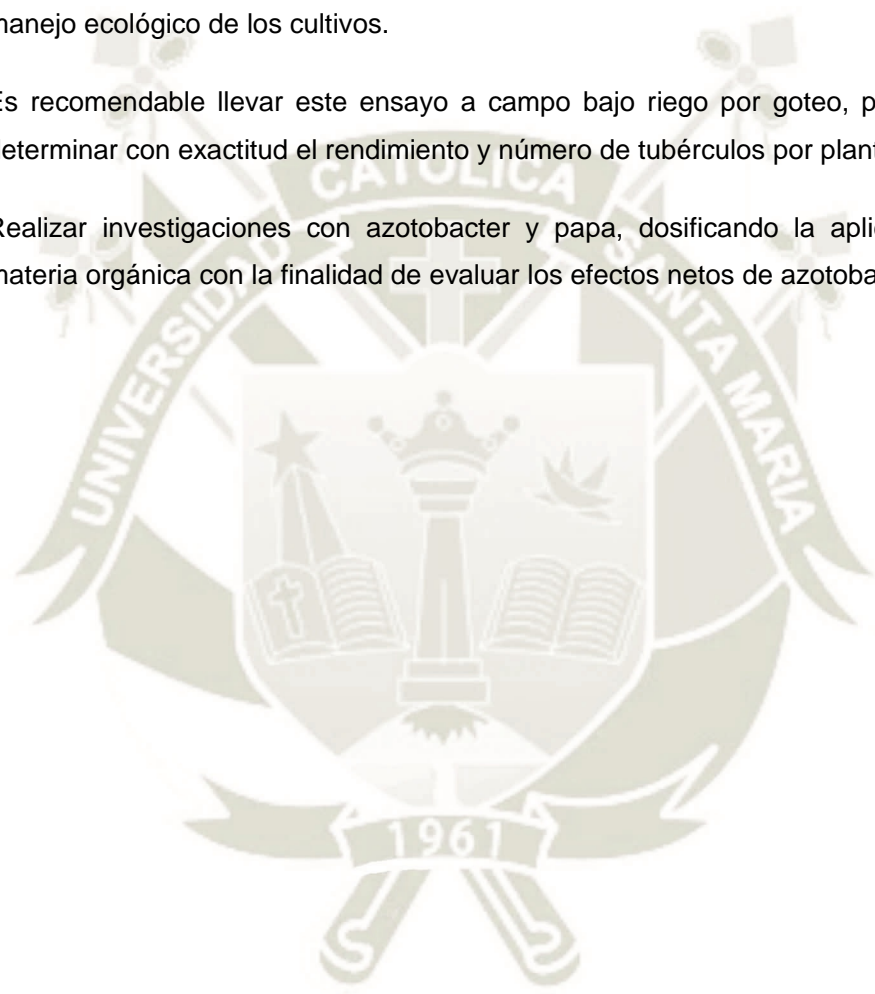 manejo ecológico de los cultivos.
Es recomendable llevar este ensayo a campo bajo riego por goteo, p
determinar con exactitud el rendimiento y número de tubérculos por plant
Realizar investigaciones con azotobacter y papa, dosificando la apli
materia orgánica con la finalidad de evaluar los efectos netos de azotoba
UNIVERSIDAD CATOLICA SANTA MARIA
1961